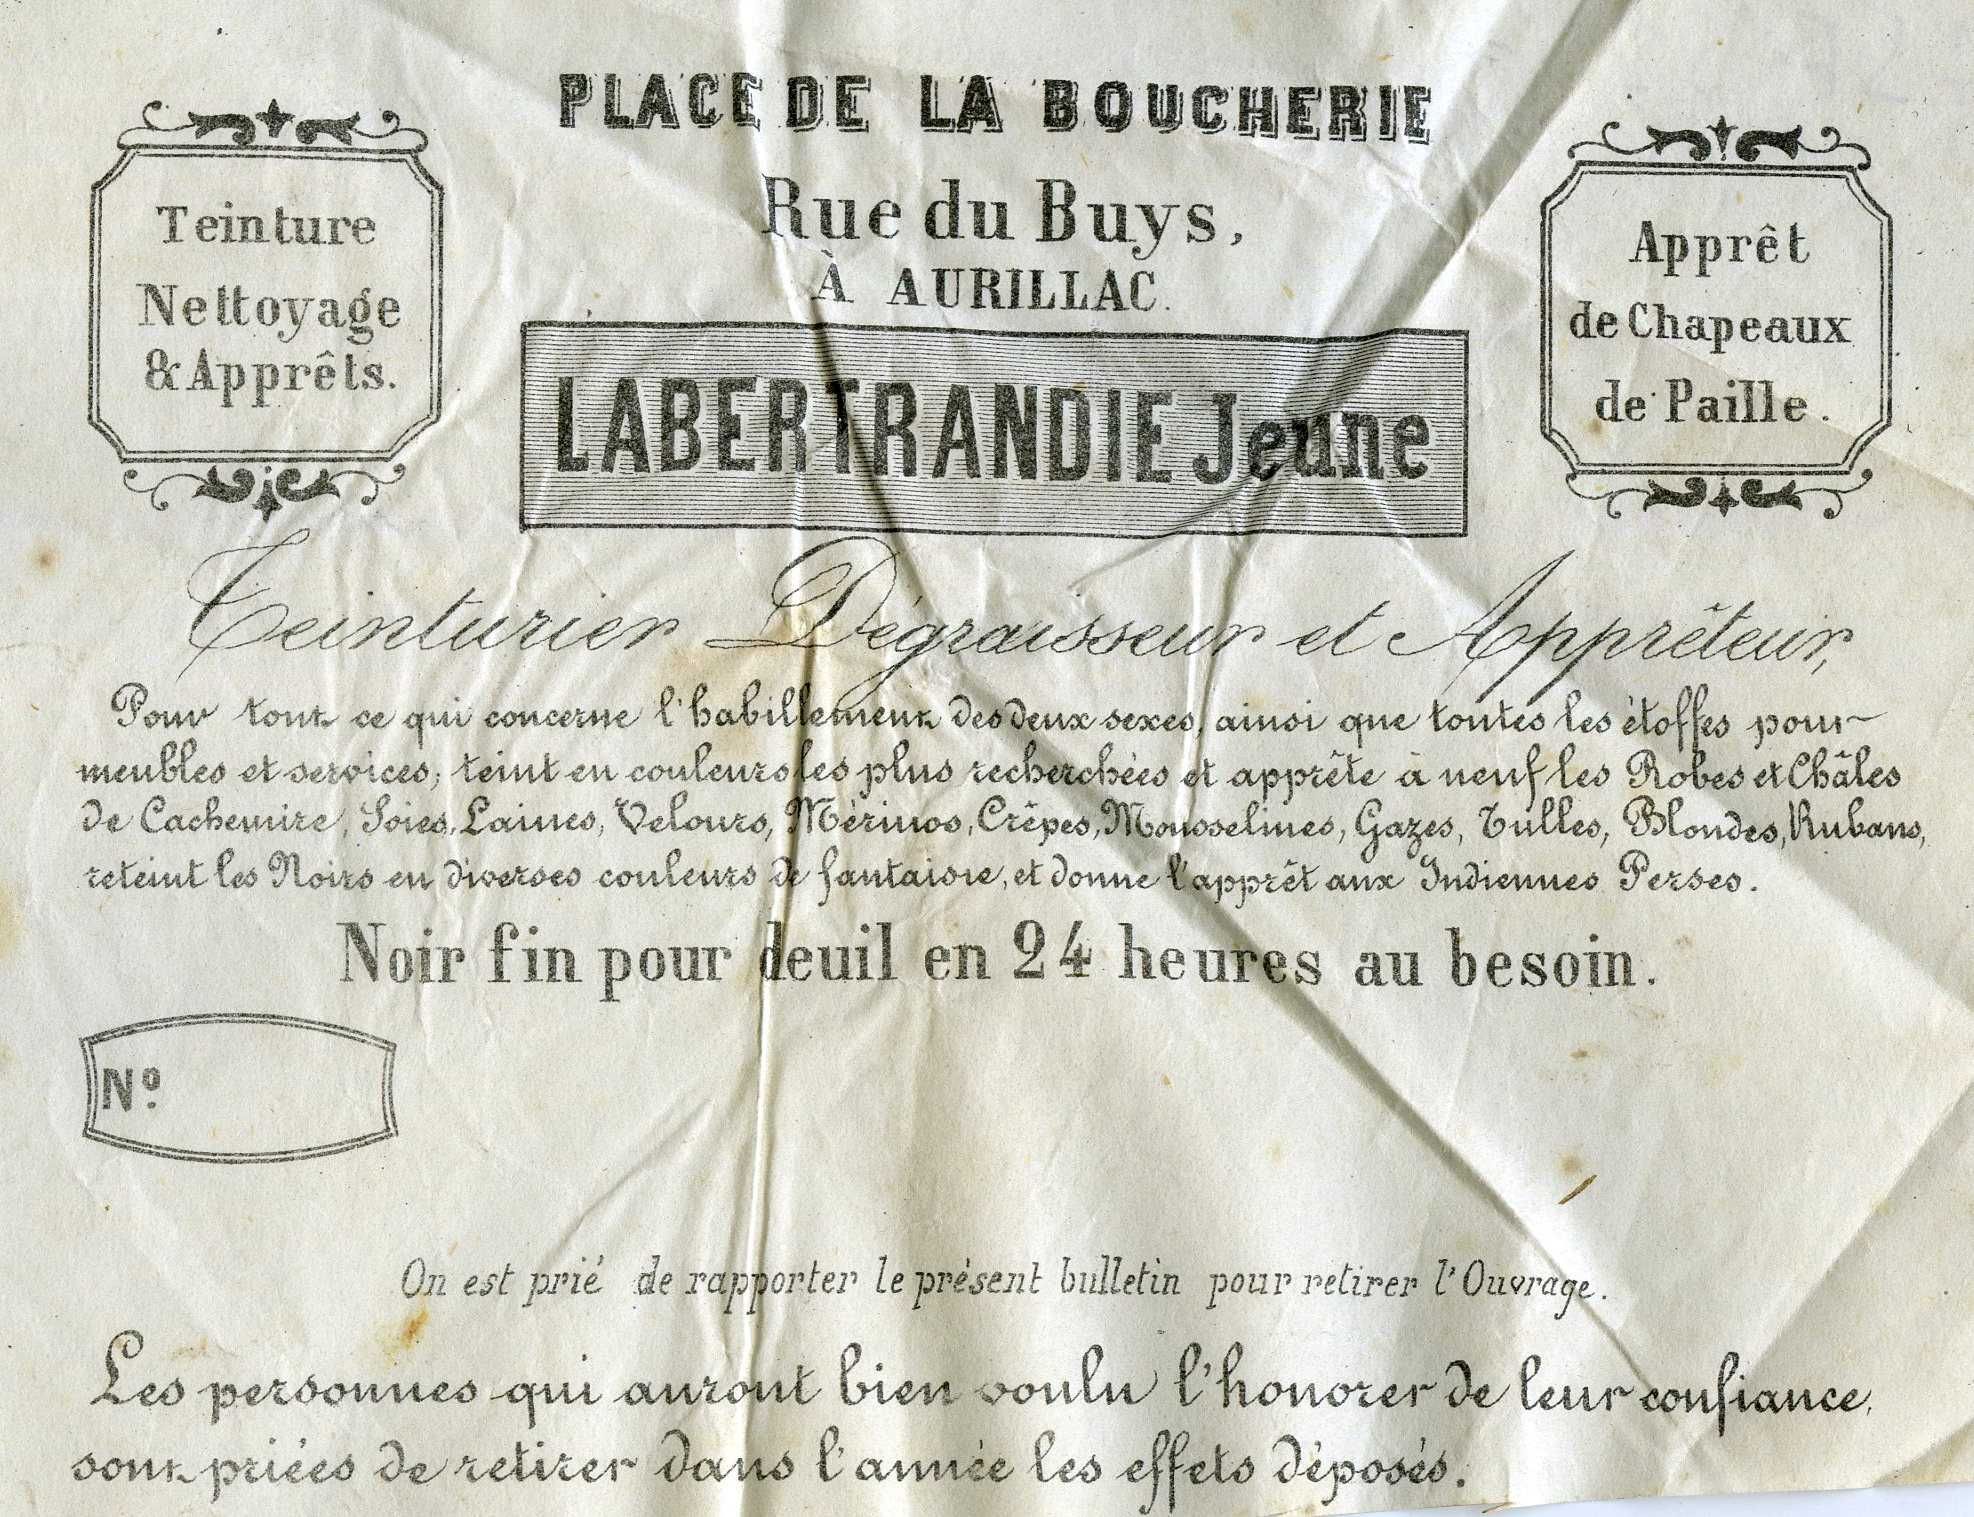 PLACE DE LA BOUCHERIE
Rue du Buys,
À AURILLAC.
Teinture
Nettoyage
& Apprêts.
LABERTRANDIE Jeune
Apprêt
de Chapeaux
de Paille.
Teinturier Dégraisseur et Apprêteur,
Pour tout ce qui concerne l'habillement des deux sexes, ainsi que toutes les étoffes pour
meubles et services; teint en couleurs les plus recherchées et apprête à neuf les Robes et Châles
de Cachemire, Soies, Laines, Velours, Mérinos, Crêpes, Mousselines, Gazes, Tulles, Blondes, Rubans,
reteint les Noirs en diverses couleurs de fantaisie, et donne l'apprêt aux Indiennes Perses.
Noir fin pour deuil en 24 heures au besoin.
Nº
On est prié de rapporter le présent bulletin pour retirer l'Ouvrage.
Les personnes qui auront bien voulu l'honorer de leur confiance,
sont priées de retirer dans l'année les effets déposés.